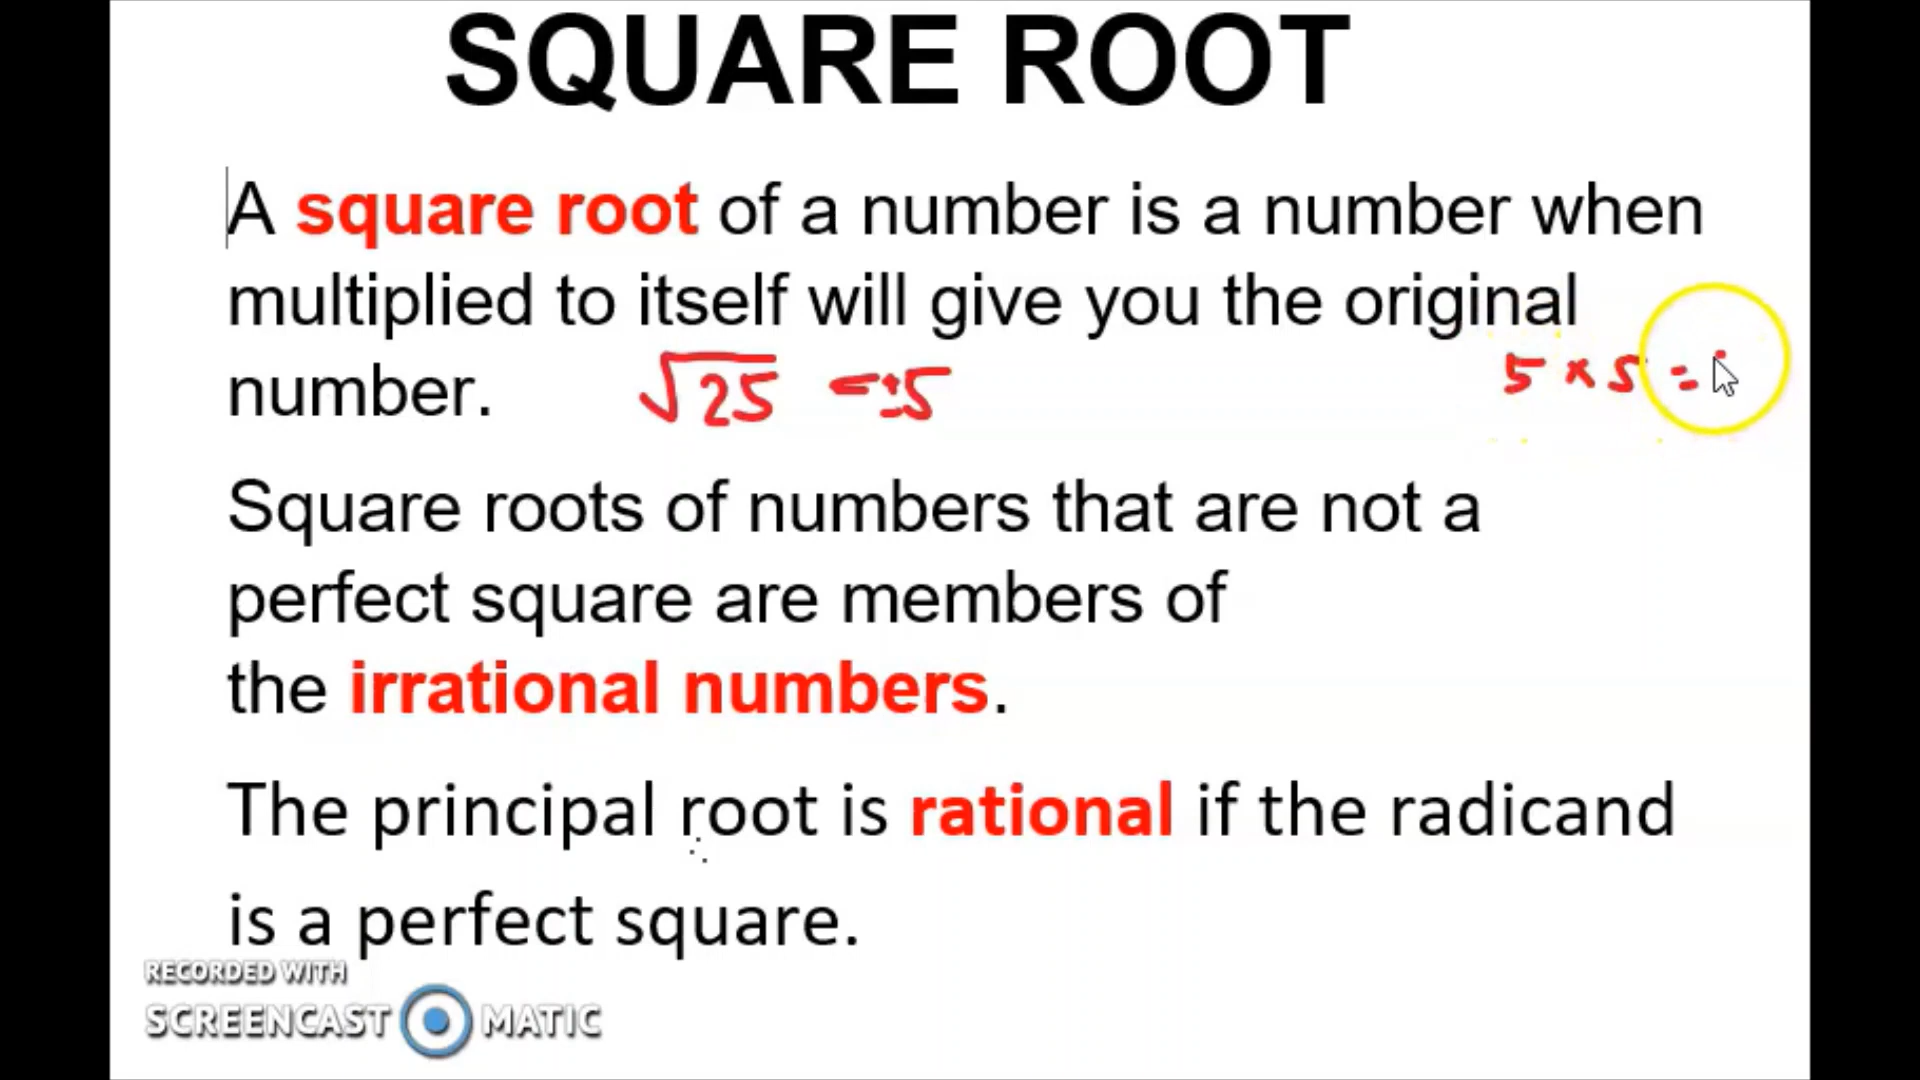 SQUARE ROOT
A square root of a number is a number when
multiplied to itself will give you the original
number. √25 = ±5
5 × 5 =
Square roots of numbers that are not a
perfect square are members of
the irrational numbers.
The principal root is rational if the radicand
is a perfect square.
RECORDED WITH
SCREENCAST MATIC